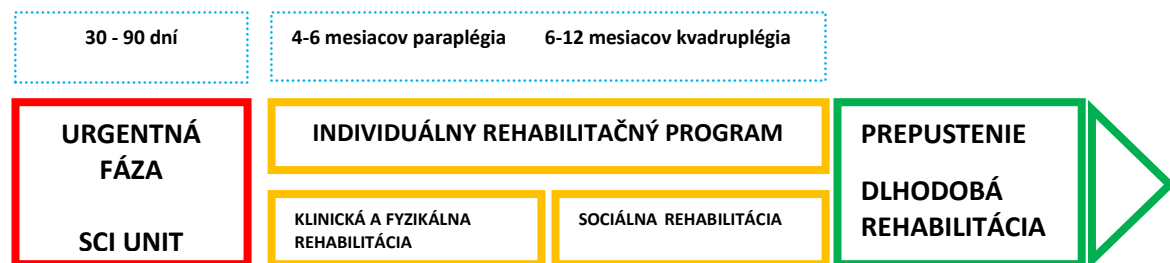 30 - 90 dní
4-6 mesiacov paraplégia 6-12 mesiacov kvadruplégia
URGENTNÁ
FÁZA
SCI UNIT
INDIVIDUÁLNY REHABILITAČNÝ PROGRAM
KLINICKÁ A FYZIKÁLNA
REHABILITÁCIA
SOCIÁLNA REHABILITÁCIA
PREPUSTENIE
DLHODOBÁ
REHABILITÁCIA